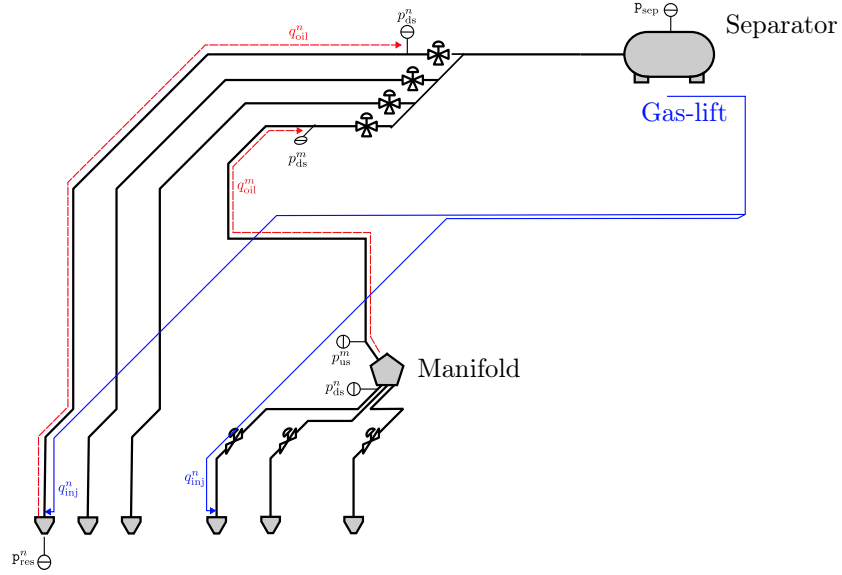 p_sep
Separator
p^n_ds
q^n_oil
Gas-lift
p^m_ds
q^m_oil
p^m_us
Manifold
p^n_ds
q^n_inj
q^n_inj
p^n_res